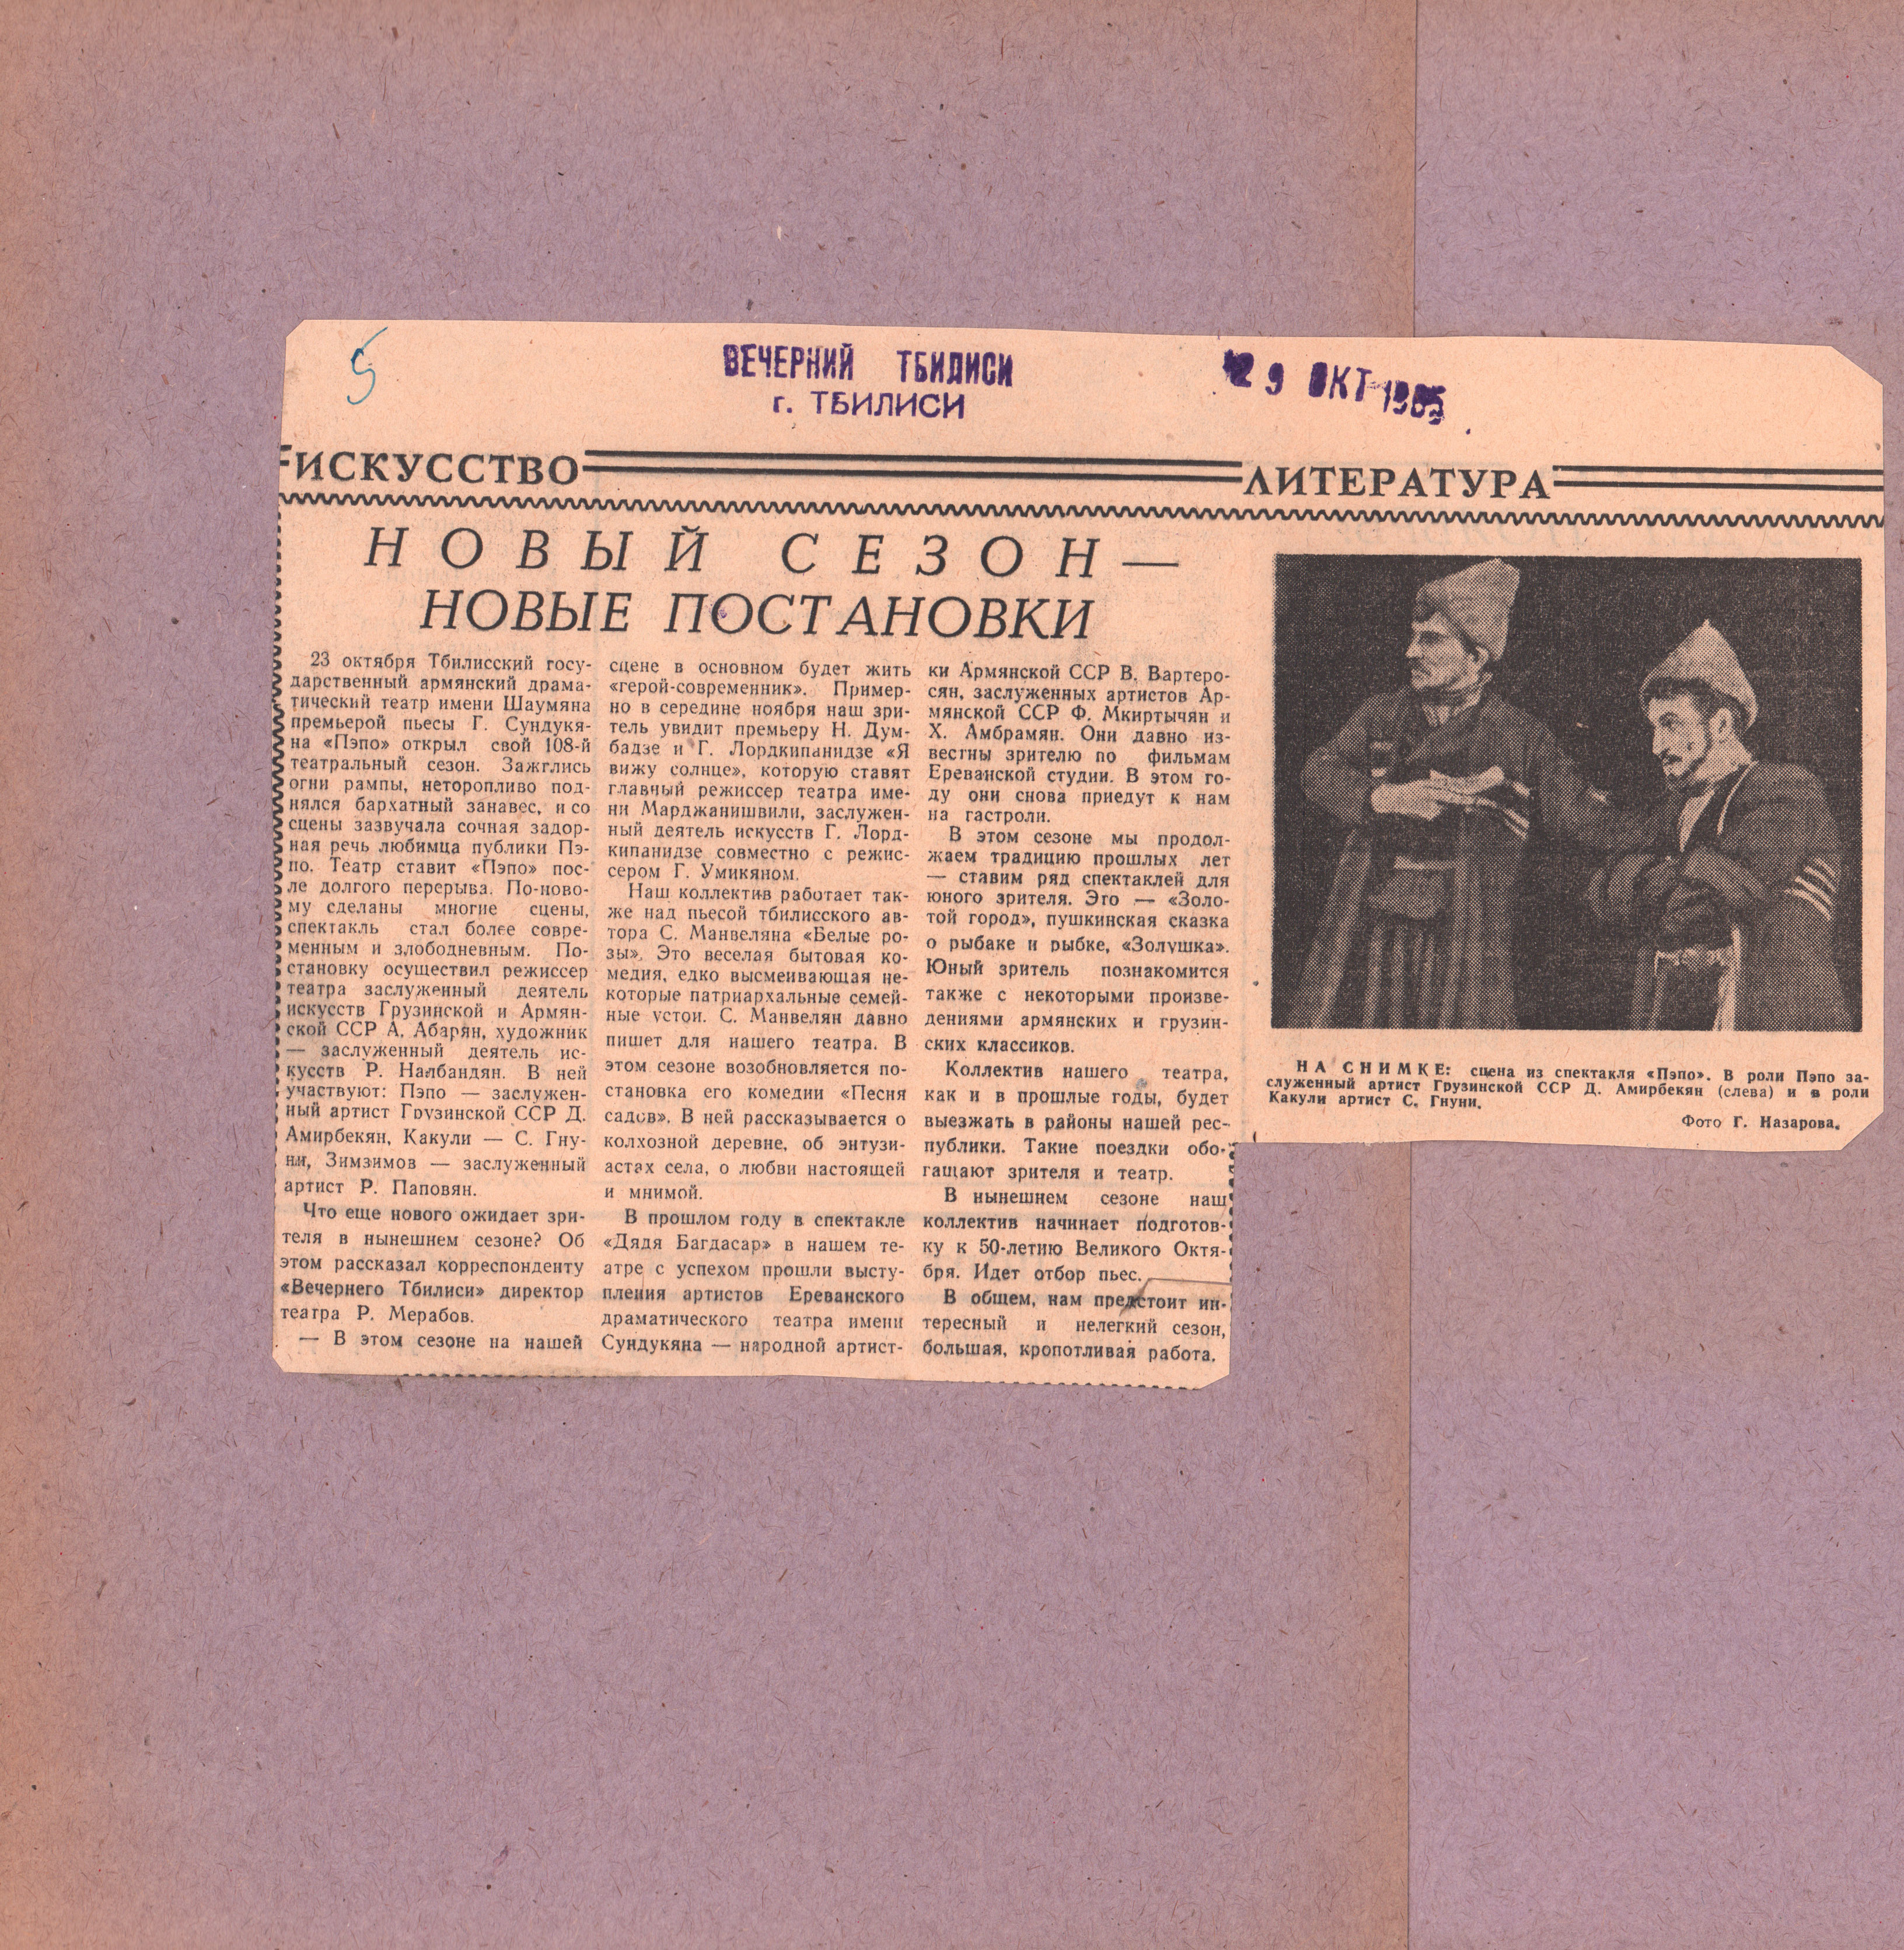 5
ВЕЧЕРНИЙ ТБИЛИСИ
г. ТБИЛИСИ
29 ОКТ 1965
ИСКУССТВО
ЛИТЕРАТУРА
НОВЫЙ СЕЗОН —
НОВЫЕ ПОСТАНОВКИ
23 октября Тбилисский госу-
дарственный армянский драма-
тический театр имени Шаумяна
премьерой пьесы Г. Сундукя-
на «Пэпо» открыл свой 108-й
театральный сезон. Зажглись
огни рампы, неторопливо под-
нялся бархатный занавес, и со
сцены зазвучала сочная задор-
ная речь любимца публики Пэ-
по. Театр ставит «Пэпо» пос-
ле долгого перерыва. По-ново-
му сделаны многие сцены,
спектакль стал более совре-
менным и злободневным. По-
становку осуществил режиссер
театра заслуженный деятель
искусств Грузинской и Армян-
ской ССР А. Абарян, художник
— заслуженный деятель ис-
кусств Р. Налбандян. В ней
участвуют: Пэпо — заслужен-
ный артист Грузинской ССР Д.
Амирбекян, Какули — С. Гну-
ни, Зимзимов — заслуженный
артист Р. Паповян.
Что еще нового ожидает зри-
теля в нынешнем сезоне? Об
этом рассказал корреспонденту
«Вечернего Тбилиси» директор
театра Р. Мерабов.
— В этом сезоне на нашей
сцене в основном будет жить
«герой-современник». Пример-
но в середине ноября наш зри-
тель увидит премьеру Н. Дум-
бадзе и Г. Лордкипанидзе «Я
вижу солнце», которую ставят
главный режиссер театра име-
ни Марджанишвили, заслужен-
ный деятель искусств Г. Лорд-
кипанидзе совместно с режис-
сером Г. Умикяном.
Наш коллектив работает так-
же над пьесой тбилисского ав-
тора С. Манвеляна «Белые ро-
зы». Это веселая бытовая ко-
медия, едко высмеивающая не-
которые патриархальные семей-
ные устои. С. Манвелян давно
пишет для нашего театра. В
этом сезоне возобновляется по-
становка его комедии «Песня
садов». В ней рассказывается о
колхозной деревне, об энтузи-
астах села, о любви настоящей
и мнимой.
В прошлом году в спектакле
«Дядя Багдасар» в нашем те-
атре с успехом прошли высту-
пления артистов Ереванского
драматического театра имени
Сундукяна — народной артист-
ки Армянской ССР В. Вартеро-
сян, заслуженных артистов Ар-
мянской ССР Ф. Мкиртычян и
Х. Амбрамян. Они давно из-
вестны зрителю по фильмам
Ереванской студии. В этом го-
ду они снова приедут к нам
на гастроли.
В этом сезоне мы продол-
жаем традицию прошлых лет
— ставим ряд спектаклей для
юного зрителя. Это — «Золо-
той город», пушкинская сказка
о рыбаке и рыбке, «Золушка».
Юный зритель познакомится
также с некоторыми произве-
дениями армянских и грузин-
ских классиков.
Коллектив нашего театра,
как и в прошлые годы, будет
выезжать в районы нашей рес-
публики. Такие поездки обо-
гащают зрителя и театр.
В нынешнем сезоне наш
коллектив начинает подготов-
ку к 50-летию Великого Октя-
бря. Идет отбор пьес.
В общем, нам предстоит ин-
тересный и нелегкий сезон,
большая, кропотливая работа.
НА СНИМКЕ: сцена из спектакля «Пэпо». В роли Пэпо за-
служенный артист Грузинской ССР Д. Амирбекян (слева) и в роли
Какули артист С. Гнуни.
Фото Г. Назарова.